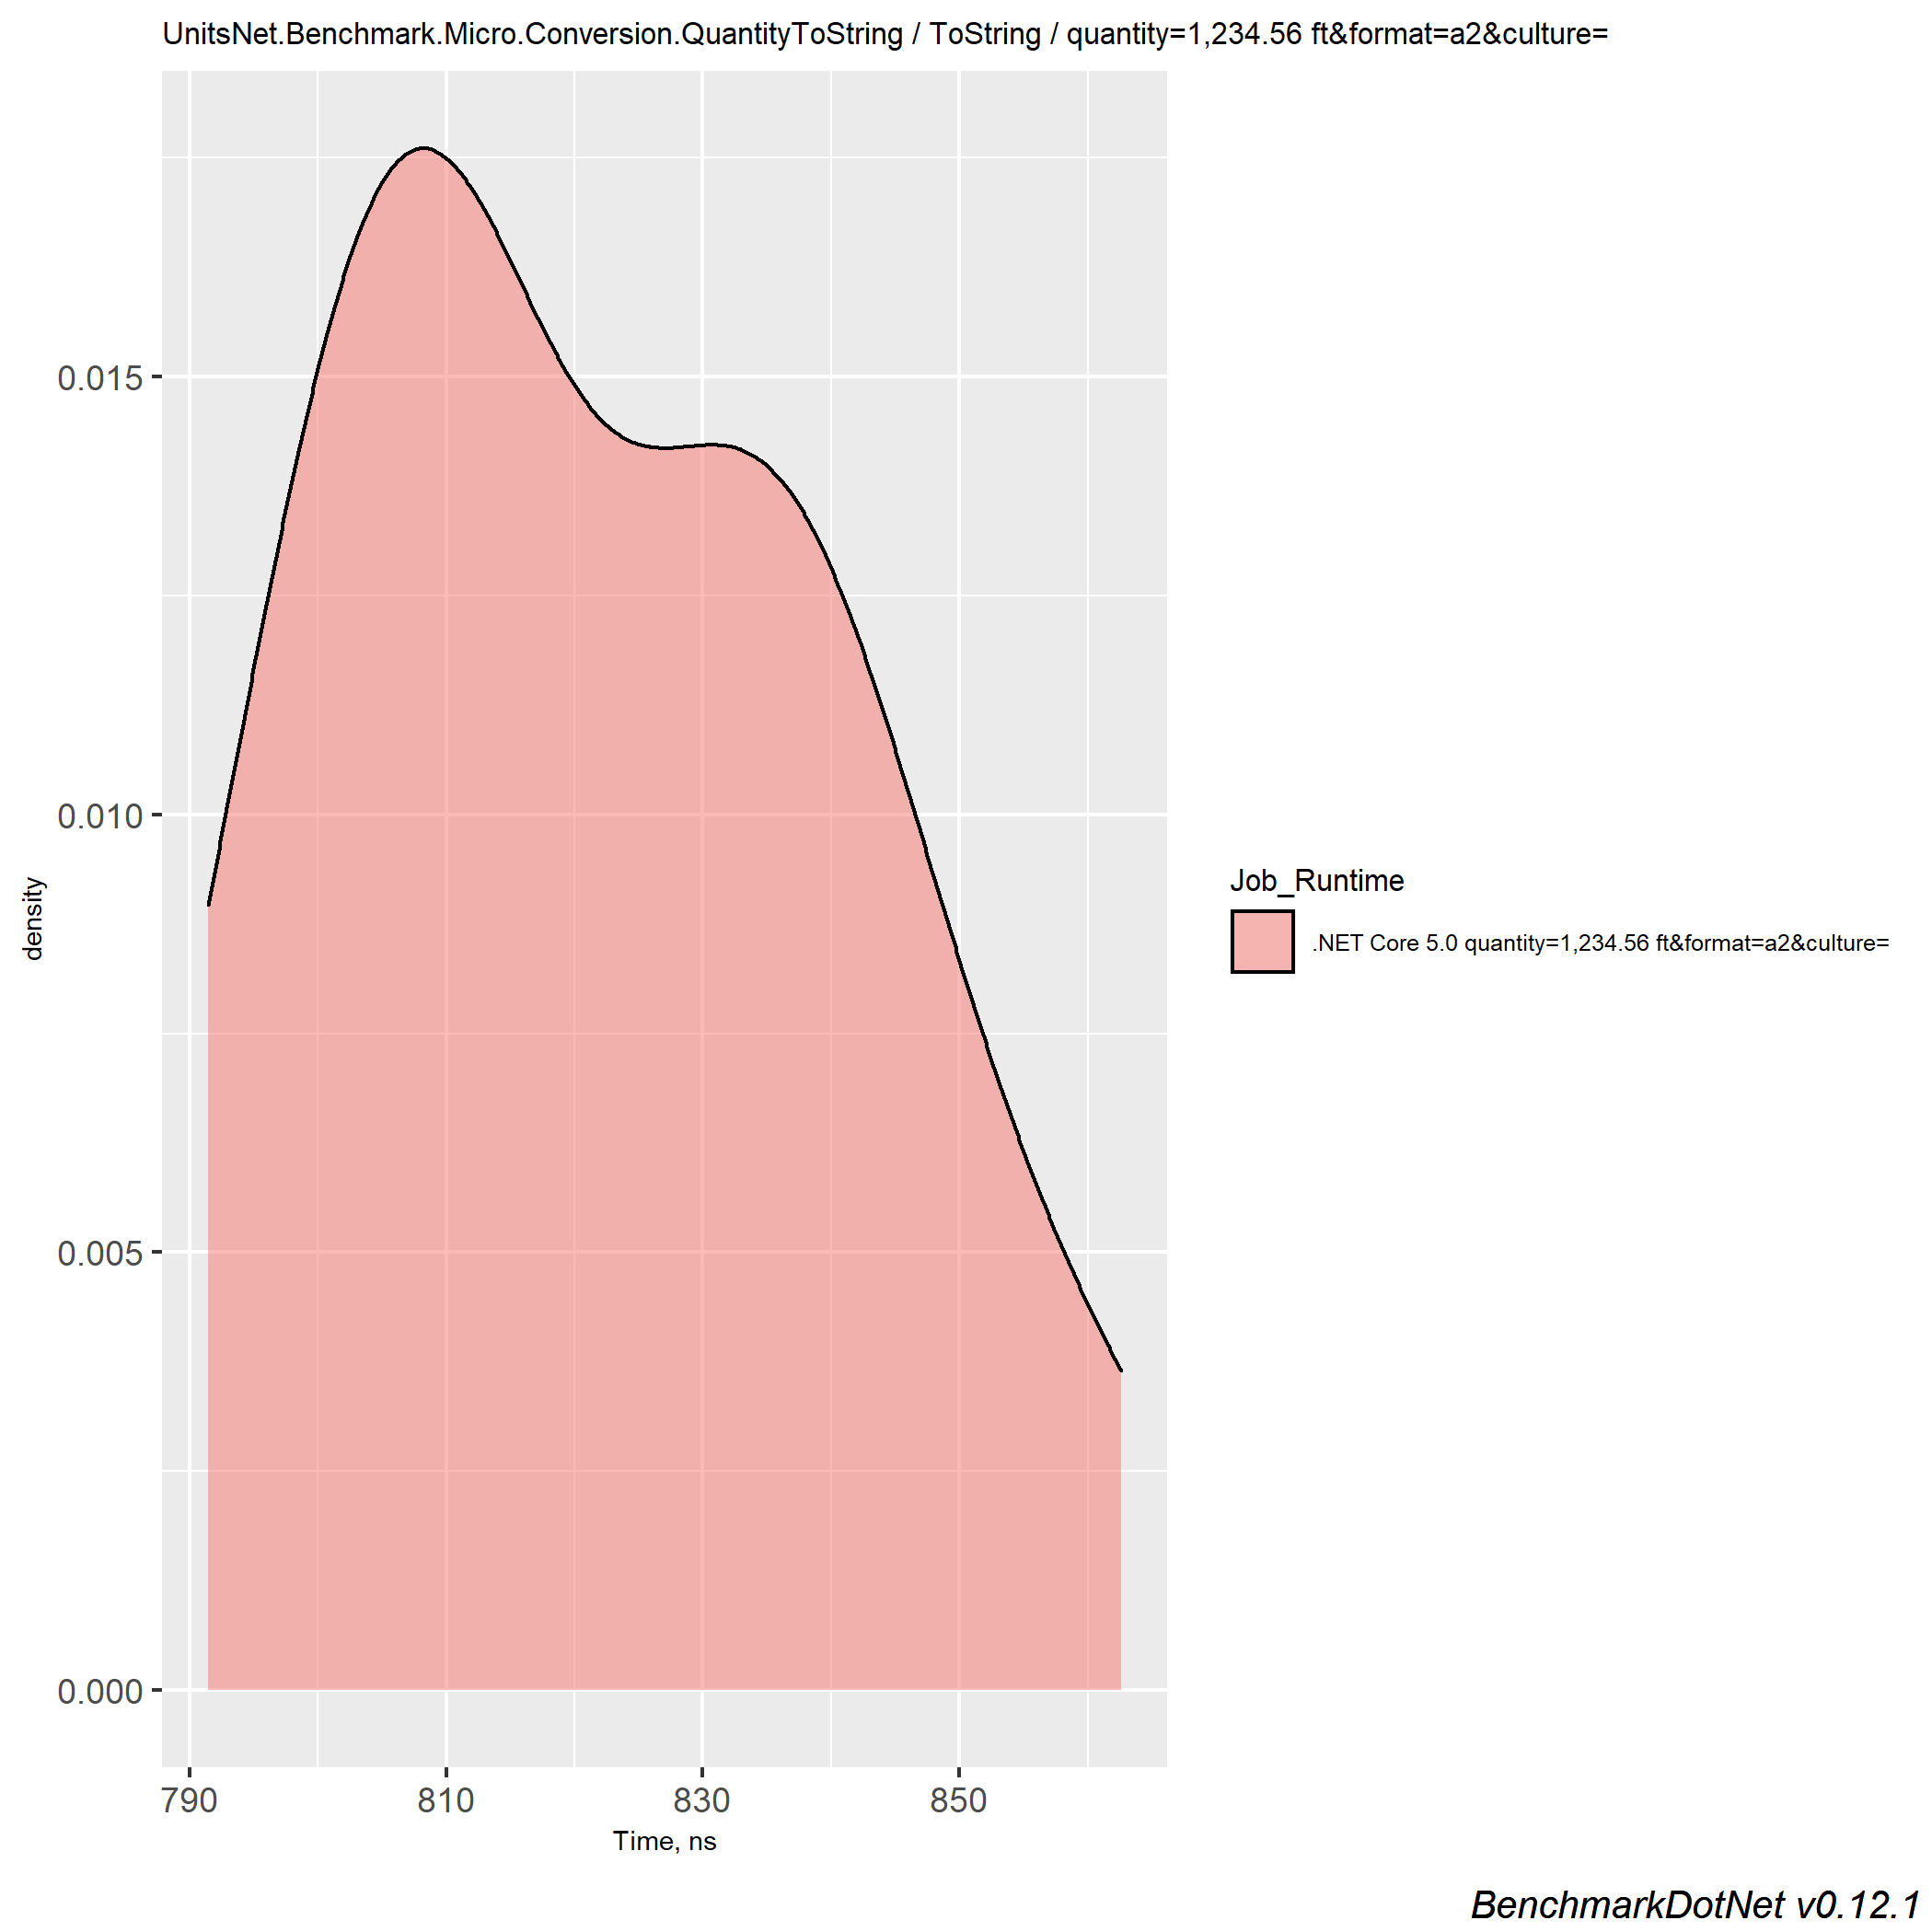 UnitsNet.Benchmark.Micro.Conversion.QuantityToString / ToString / quantity=1,234.56 ft&format=a2&culture=
0.015
0.010
0.005
0.000
density
790 810 830 850
Time, ns
Job_Runtime
.NET Core 5.0 quantity=1,234.56 ft&format=a2&culture=
BenchmarkDotNet v0.12.1